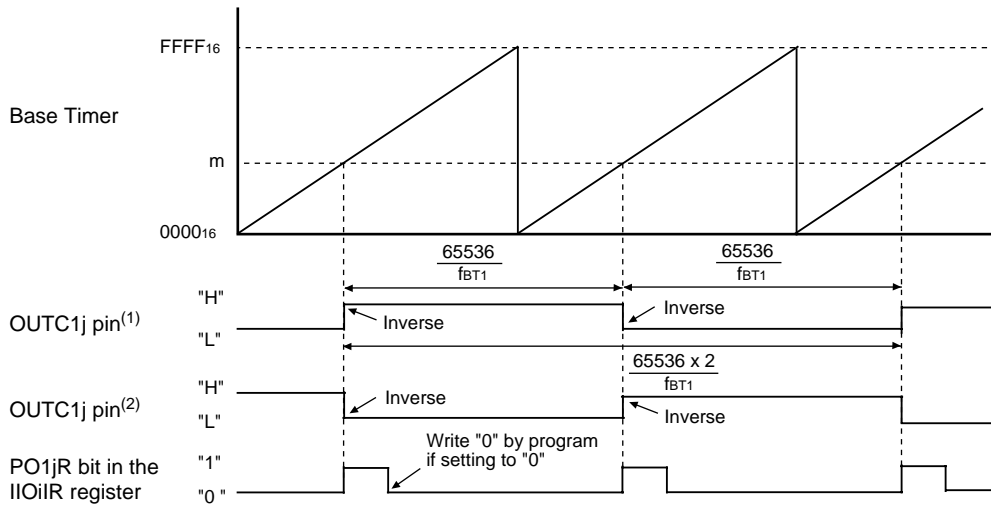 FFFF16
Base Timer
m
000016
65536
fBT1
65536
fBT1
"H"
OUTC1j pin(1)
"L"
Inverse
Inverse
65536 x 2
fBT1
"H"
OUTC1j pin(2)
"L"
Inverse
Inverse
Write "0" by program
if setting to "0"
PO1jR bit in the
IIOiIR register
"1"
"0 "